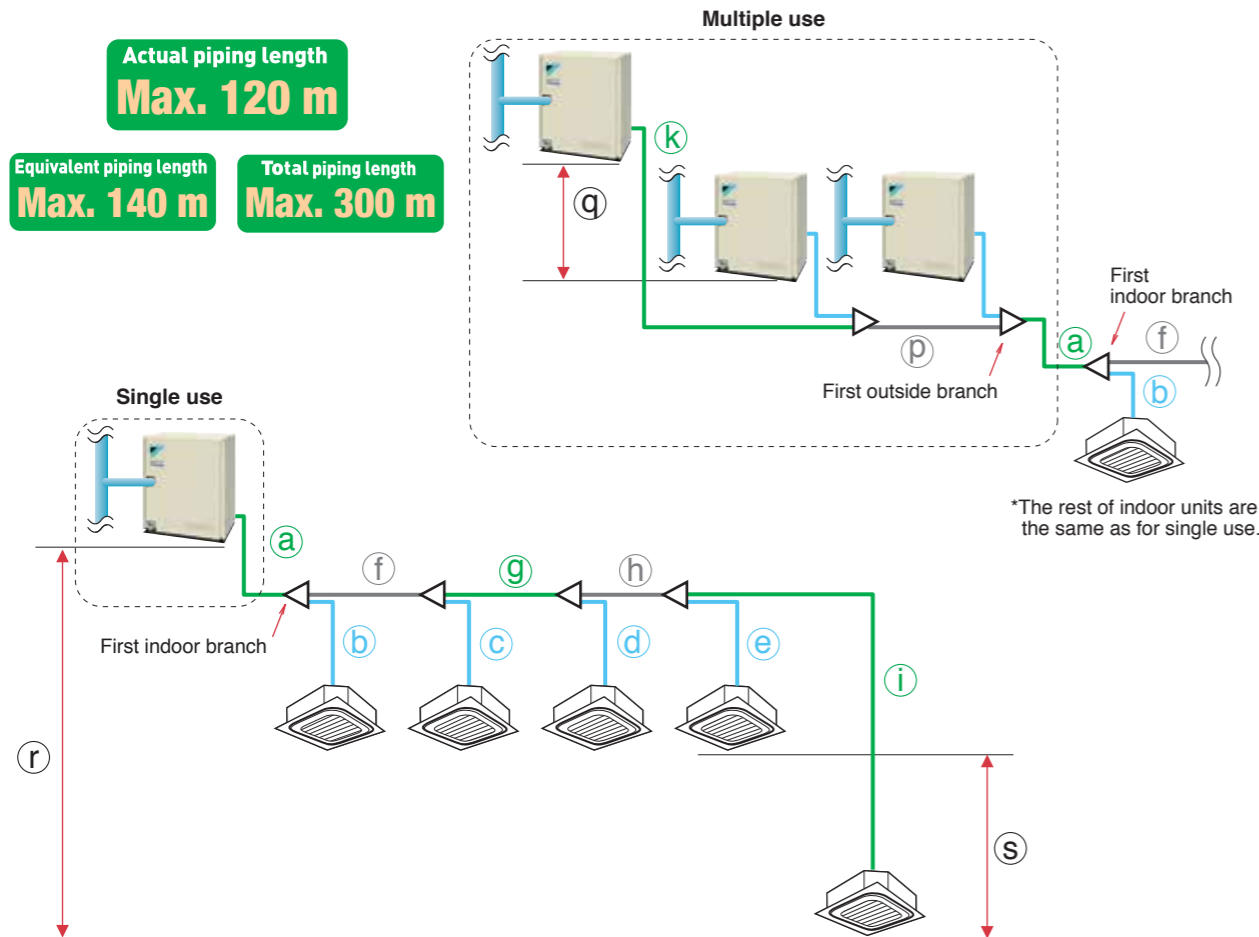 Multiple use
Actual piping length
Max. 120 m
Equivalent piping length
Max. 140 m
Total piping length
Max. 300 m
k
q
p
First outside branch
First
indoor branch
a
f
b
*The rest of indoor units are
the same as for single use.
Single use
a
f
g
h
First indoor branch
b
c
d
e
i
r
s